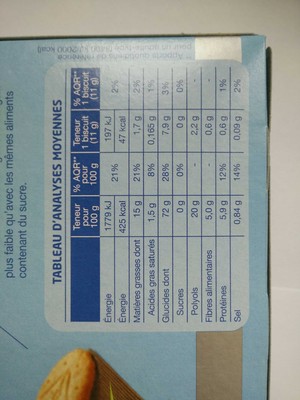 plus faible qu'avec les mêmes aliments
contenant du sucre.
TABLEAU D'ANALYSES MOYENNES
Teneur pour 100 g | % AQR** pour 100 g | Teneur 1 biscuit (11 g) | % AQR** 1 biscuit (11 g)
Énergie 1779 kJ 197 kJ
Énergie 425 kcal 21% 47 kcal 2%
Matières grasses dont 15 g 21% 1,7 g 2%
Acides gras saturés 1,5 g 8% 0,165 g 1%
Glucides dont 72 g 28% 7,9 g 3%
Sucres 0 g 0% 0 g 0%
Polyols 20 g - 2,2 g -
Fibres alimentaires 5,0 g - 0,6 g -
Protéines 5,9 g 12% 0,6 g 1%
Sel 0,84 g 14% 0,09 g 2%